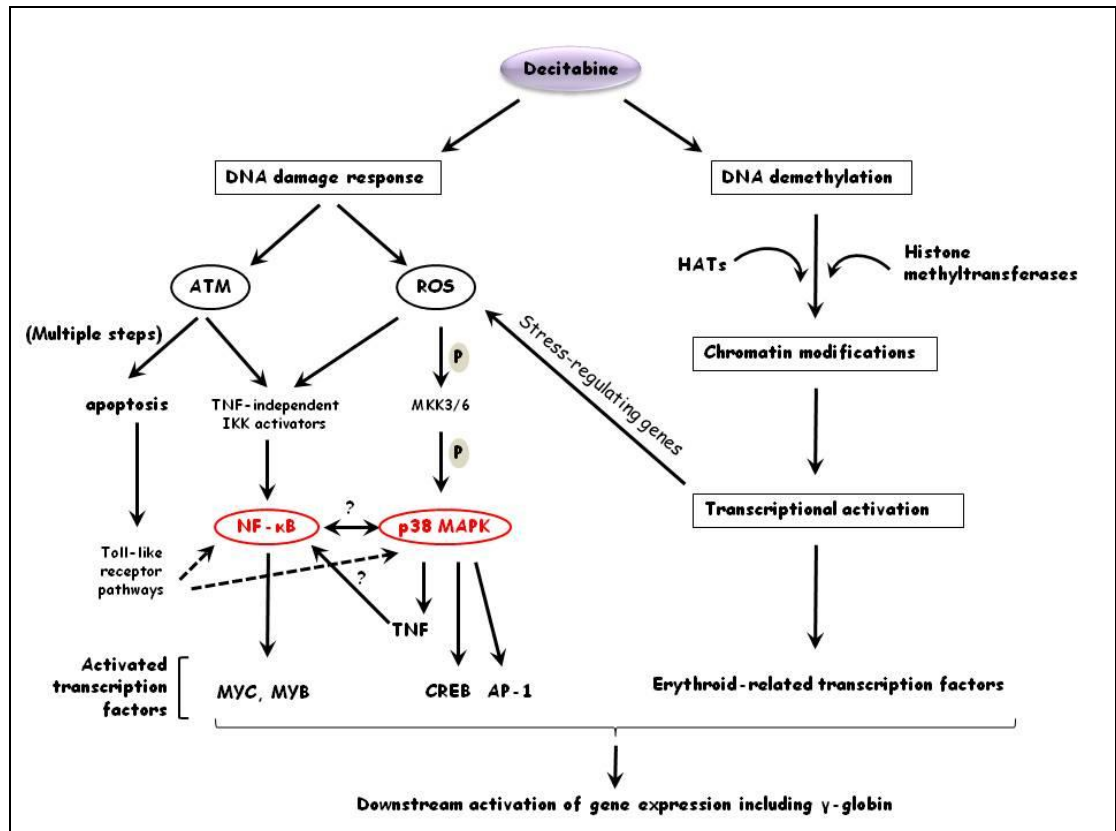 Decitabine
DNA damage response
DNA demethylation
HATs
Histone
methyltransferases
ATM
ROS
(Multiple steps)
P
Stress-regulating genes
Chromatin modifications
apoptosis
TNF-independent
IKK activators
MKK3/6
P
NF-κB
?
p38 MAPK
Transcriptional activation
Toll-like
receptor
pathways
?
TNF
Activated
transcription
factors
MYC, MYB
CREB AP-1
Erythroid-related transcription factors
Downstream activation of gene expression including γ-globin